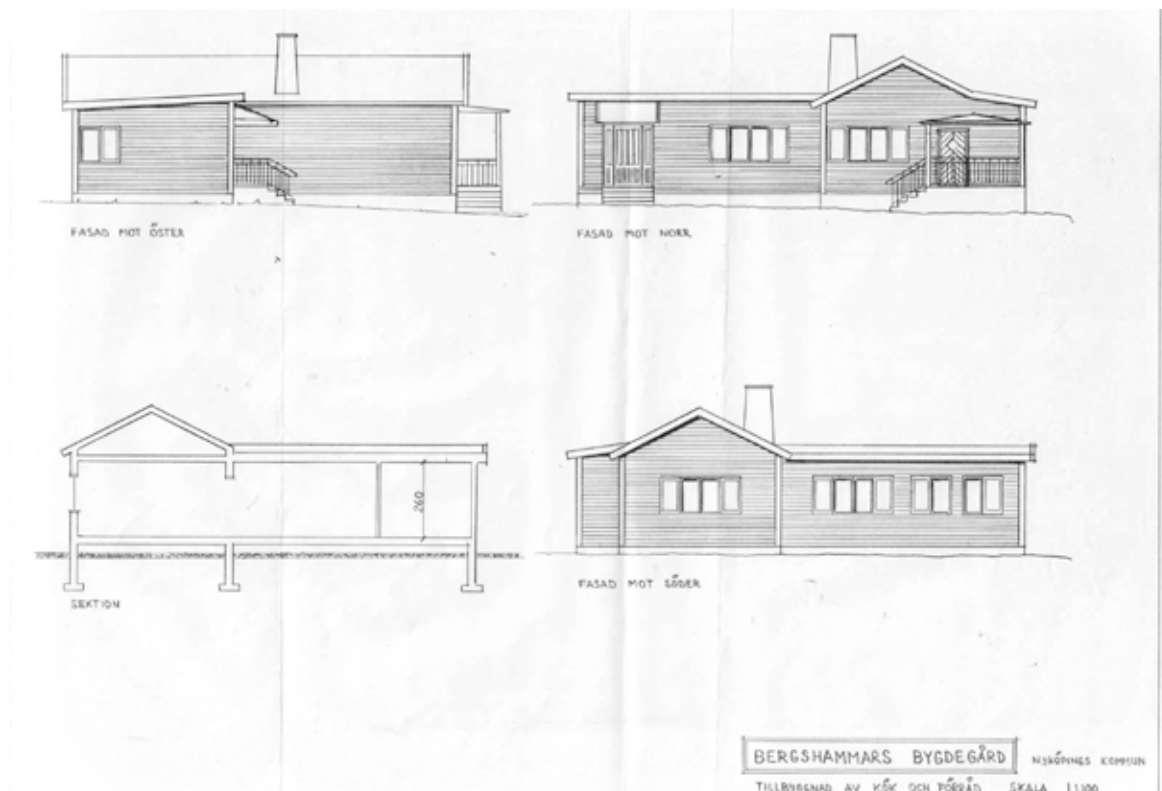 FASAD MOT ÖSTER
FASAD MOT NORR
260
SEKTION
FASAD MOT SÖDER
BERGSHAMMARS BYGDEGÅRD NYKÖPINGS KOMMUN
TILLBYGGNAD AV KÖK OCH FÖRRÅD SKALA 1:100